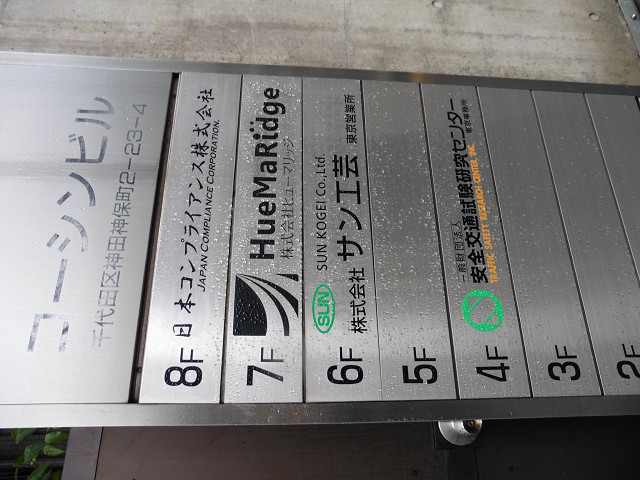 コーシンビル
千代田区神田神保町2-23-4
8F 日本コンプライアンス株式会社
JAPAN COMPLIANCE CORPORATION.
7F HueMaRidge
株式会社ヒューマリッジ
6F SUN SUN KOGEI Co.,Ltd.
株式会社 サン工芸 東京営業所
5F
4F 一般財団法人
安全交通試験研究センター 東京事務所
TRAFFIC SAFETY RESEARCH CENTER, INC.
3F
2F